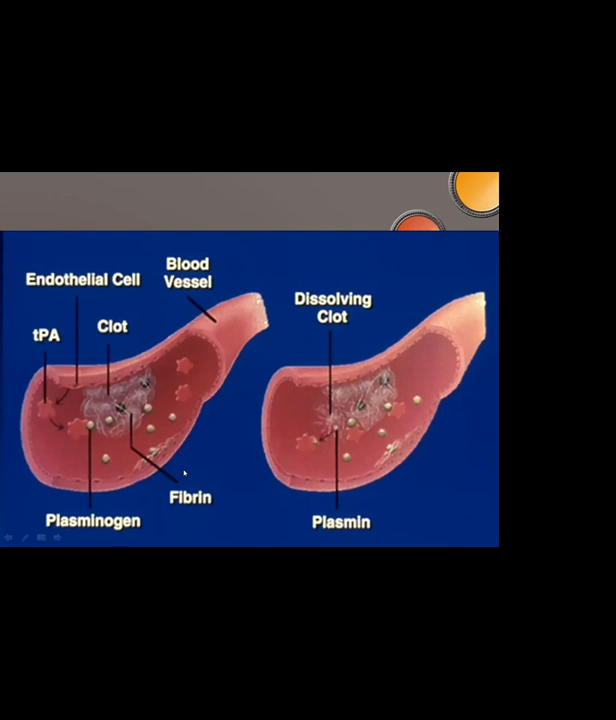 Blood
Vessel
Endothelial Cell
Dissolving
Clot
tPA
Clot
Fibrin
Plasminogen
Plasmin